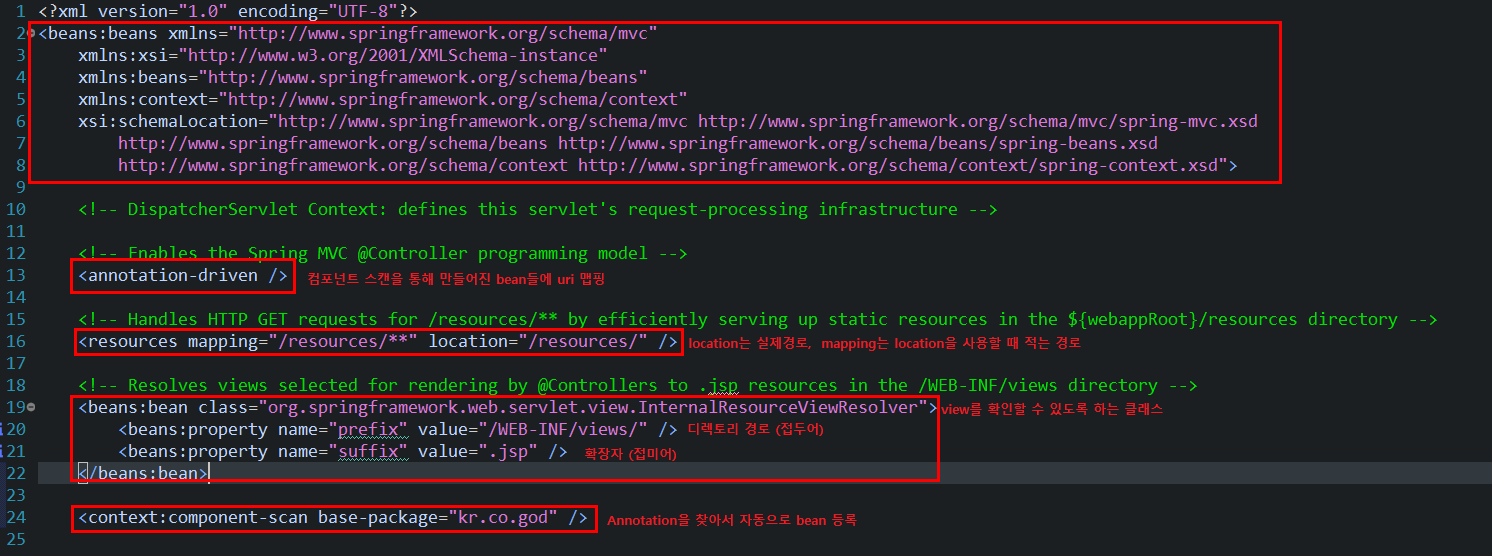 1 <?xml version="1.0" encoding="UTF-8"?>
2 <beans:beans xmlns="http://www.springframework.org/schema/mvc"
3 xmlns:xsi="http://www.w3.org/2001/XMLSchema-instance"
4 xmlns:beans="http://www.springframework.org/schema/beans"
5 xmlns:context="http://www.springframework.org/schema/context"
6 xsi:schemaLocation="http://www.springframework.org/schema/mvc http://www.springframework.org/schema/mvc/spring-mvc.xsd
7 http://www.springframework.org/schema/beans http://www.springframework.org/schema/beans/spring-beans.xsd
8 http://www.springframework.org/schema/context http://www.springframework.org/schema/context/spring-context.xsd">
9
10 <!-- DispatcherServlet Context: defines this servlet's request-processing infrastructure -->
11
12 <!-- Enables the Spring MVC @Controller programming model -->
13 <annotation-driven /> 컴포넌트 스캔을 통해 만들어진 bean들에 uri 맵핑
14
15 <!-- Handles HTTP GET requests for /resources/** by efficiently serving up static resources in the ${webappRoot}/resources directory -->
16 <resources mapping="/resources/**" location="/resources/" /> location는 실제경로, mapping는 location을 사용할 때 적는 경로
17
18 <!-- Resolves views selected for rendering by @Controllers to .jsp resources in the /WEB-INF/views directory -->
19 <beans:bean class="org.springframework.web.servlet.view.InternalResourceViewResolver"> view를 확인할 수 있도록 하는 클래스
20 <beans:property name="prefix" value="/WEB-INF/views/" /> 디렉토리 경로 (접두어)
21 <beans:property name="suffix" value=".jsp" /> 확장자 (접미어)
22 </beans:bean>
23
24 <context:component-scan base-package="kr.co.god" /> Annotation을 찾아서 자동으로 bean 등록
25